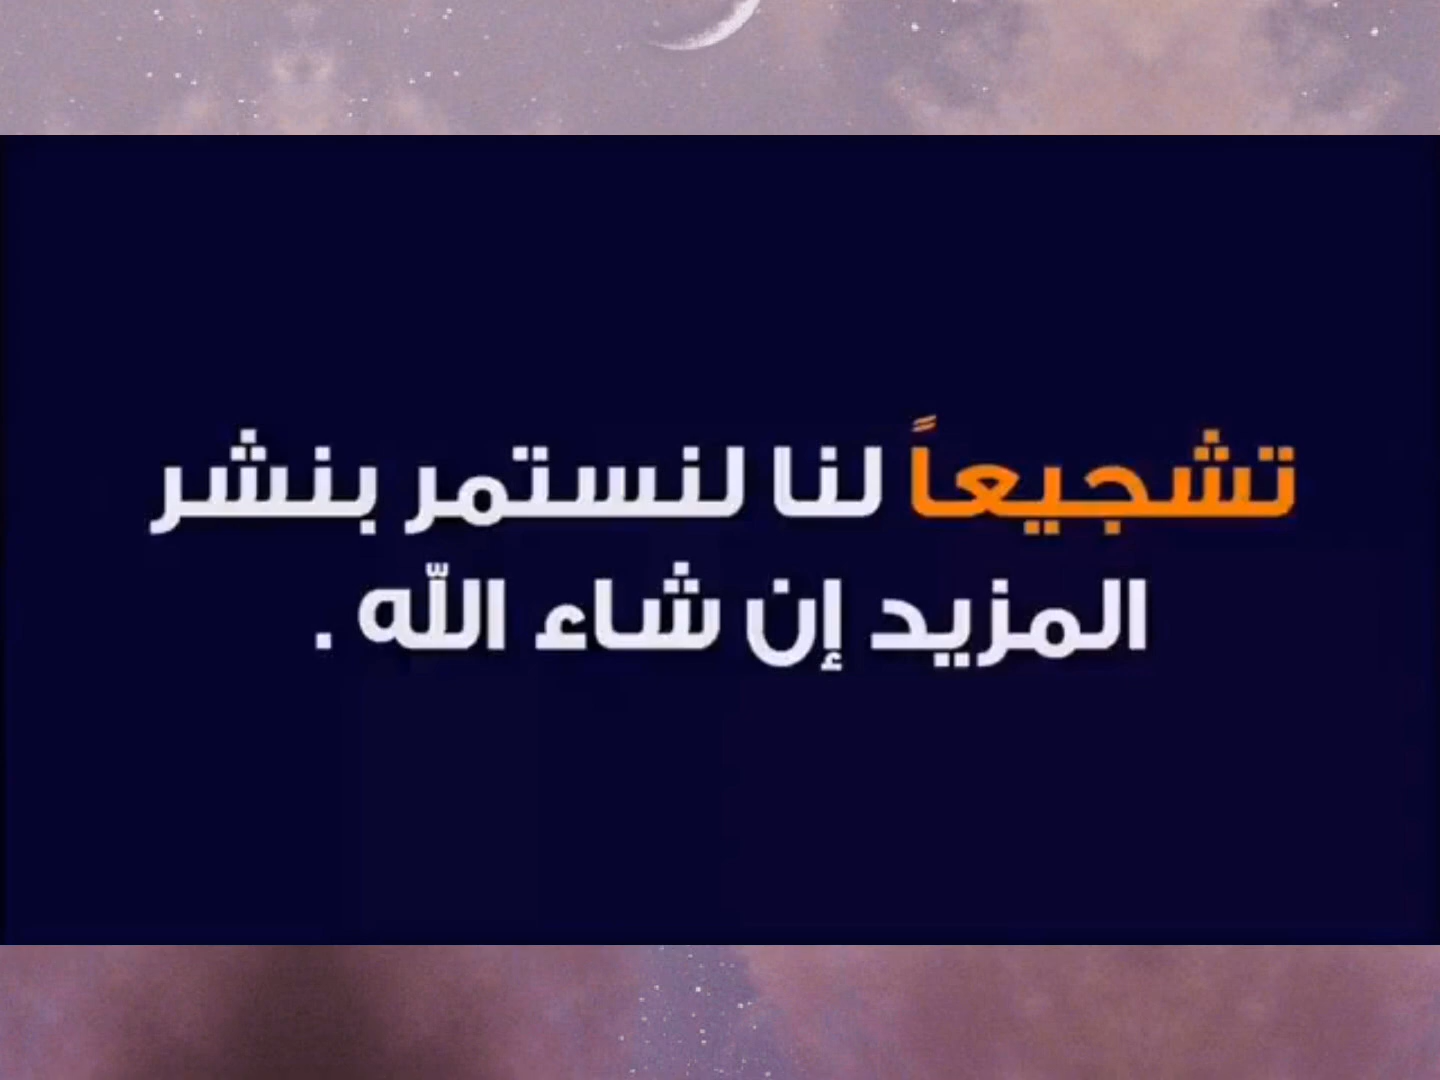 تشجيعاً لنا لنستمر بنشر
المزيد إن شاء اللّه .